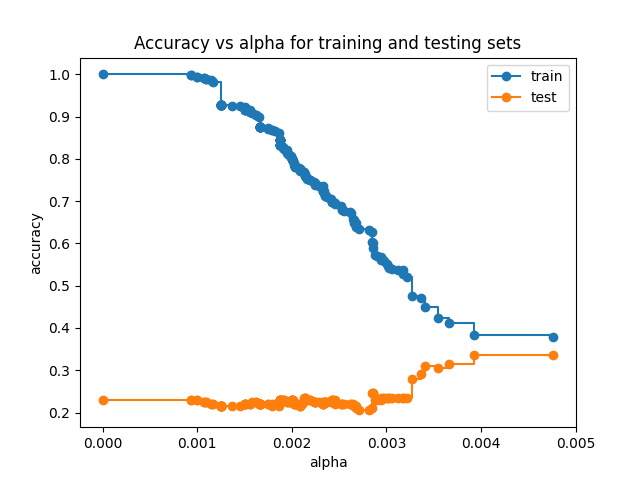 Accuracy vs alpha for training and testing sets
train
test
accuracy
1.0
0.9
0.8
0.7
0.6
0.5
0.4
0.3
0.2
0.000 0.001 0.002 0.003 0.004 0.005
alpha